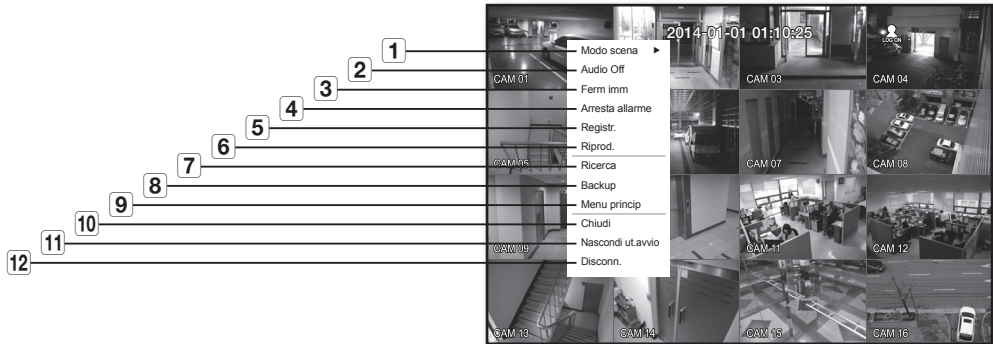 2014-01-01 01:10:25
LOG ON
CAM 01
CAM 03
CAM 04
CAM 05
CAM 07
CAM 08
CAM 09
CAM 11
CAM 12
CAM 13
CAM 14
CAM 15
CAM 16
1 Modo scena ►
2 Audio Off
3 Ferm imm
4 Arresta allarme
5 Registr.
6 Riprod.
7 Ricerca
8 Backup
9 Menu princip
10 Chiudi
11 Nascondi ut.avvio
12 Disconn.